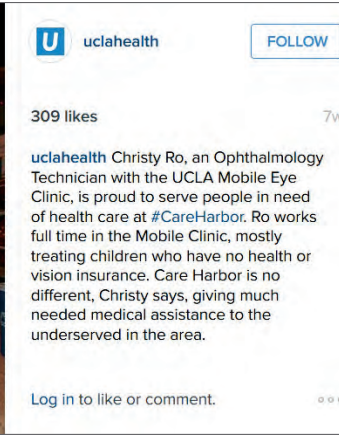 U uclahealth FOLLOW
309 likes 7w
uclahealth Christy Ro, an Ophthalmology
Technician with the UCLA Mobile Eye
Clinic, is proud to serve people in need
of health care at #CareHarbor. Ro works
full time in the Mobile Clinic, mostly
treating children who have no health or
vision insurance. Care Harbor is no
different, Christy says, giving much
needed medical assistance to the
underserved in the area.
Log in to like or comment.